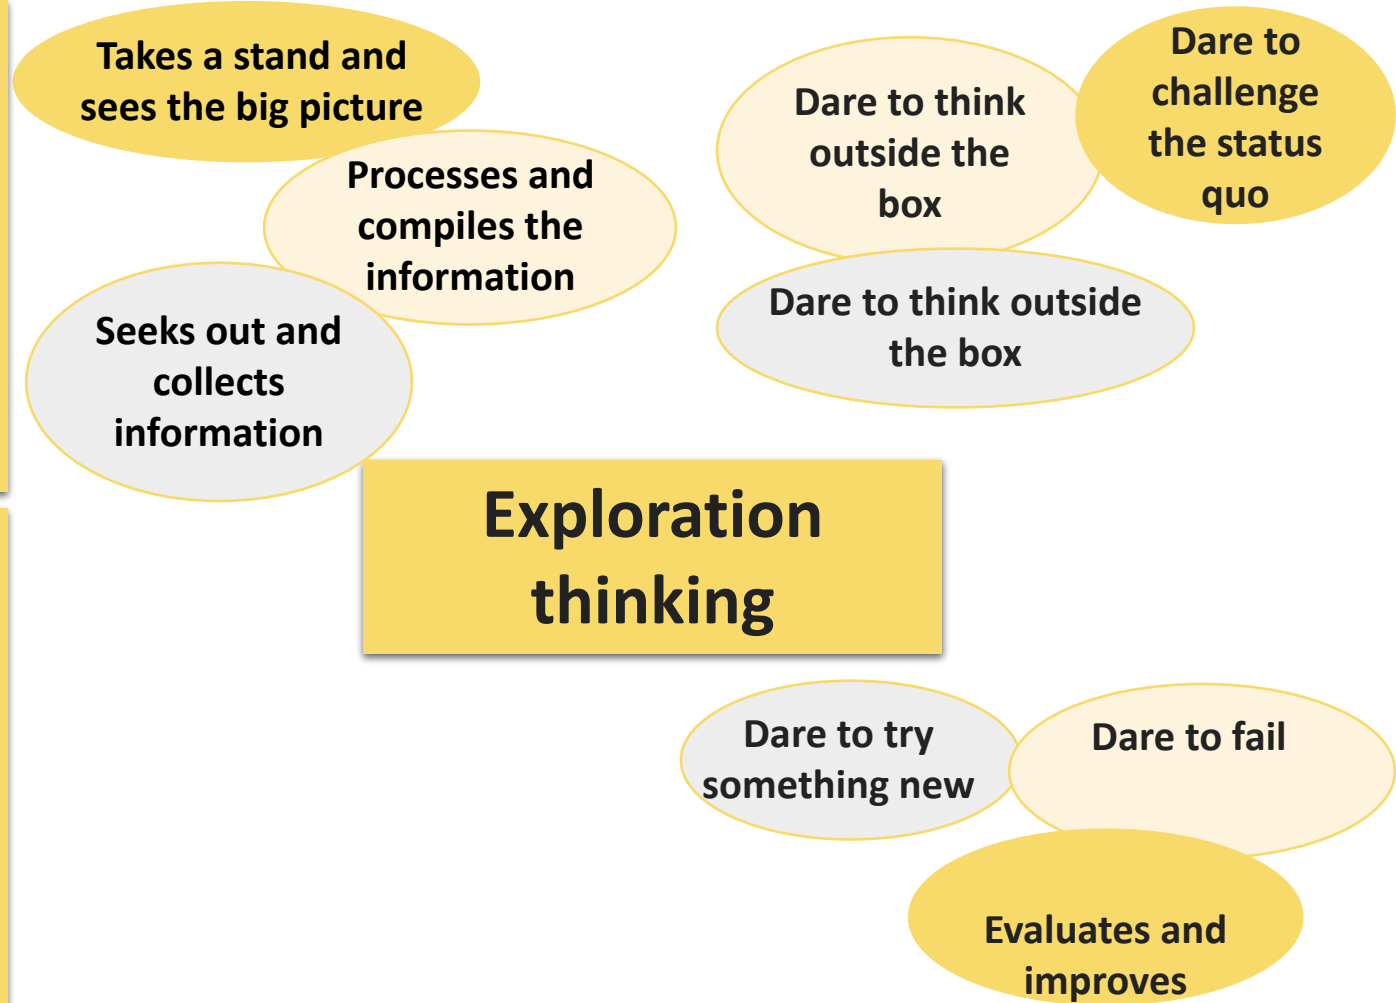 Takes a stand and
sees the big picture
Processes and
compiles the
information
Seeks out and
collects
information
Dare to think
outside the
box
Dare to
challenge
the status
quo
Dare to think outside
the box
Exploration
thinking
Dare to try
something new
Dare to fail
Evaluates and
improves